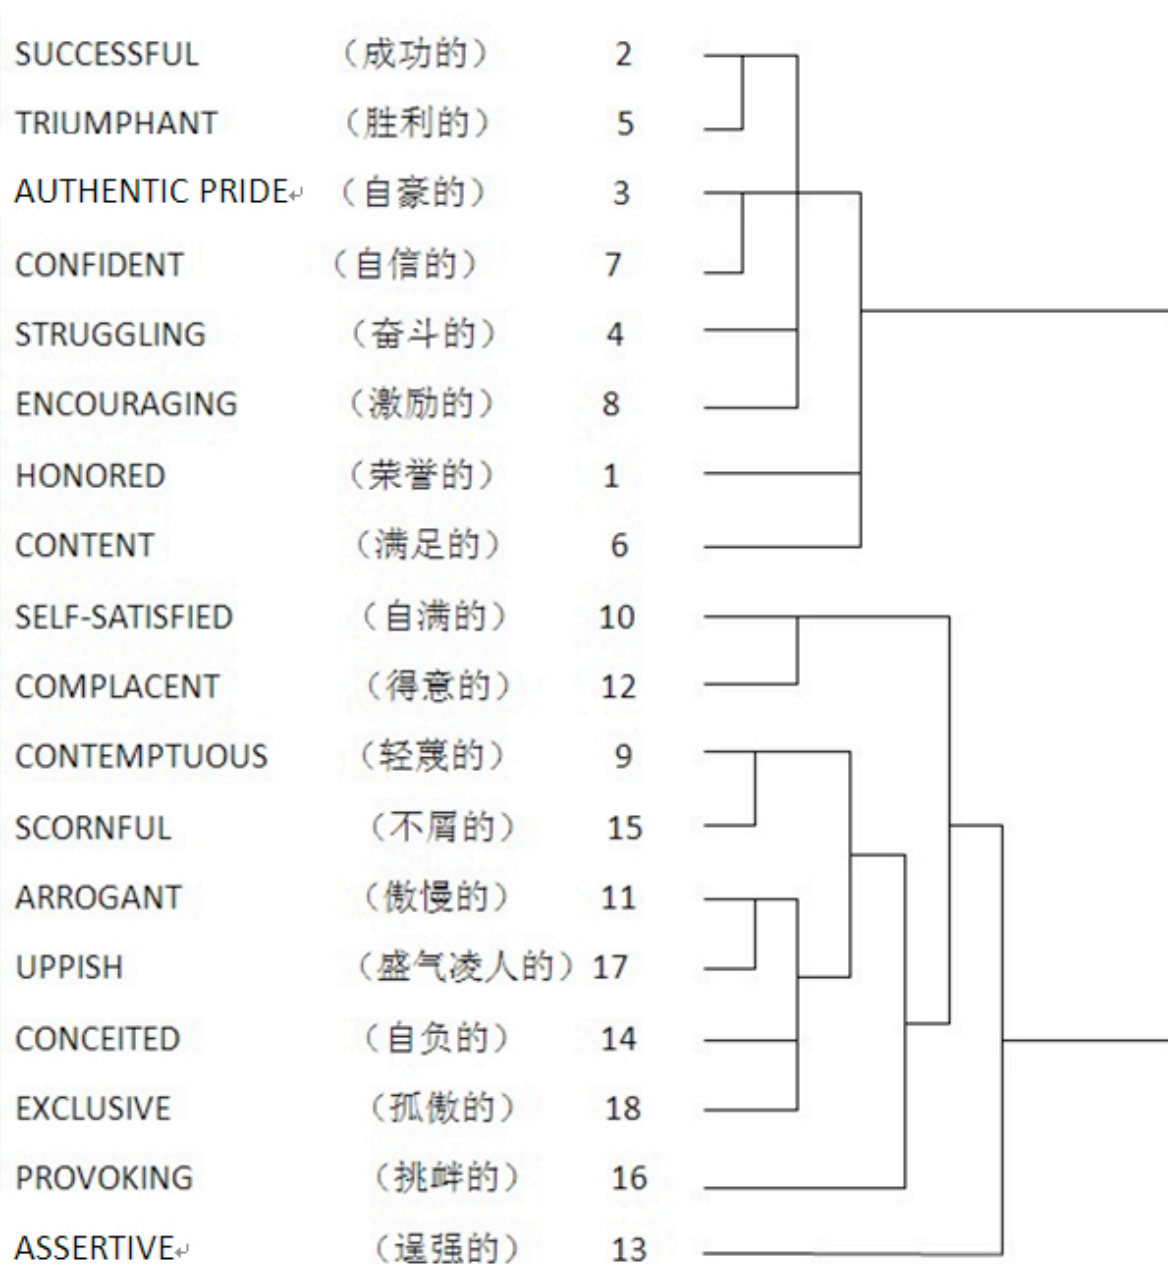 SUCCESSFUL （成功的） 2
TRIUMPHANT （胜利的） 5
AUTHENTIC PRIDE↵ （自豪的） 3
CONFIDENT （自信的） 7
STRUGGLING （奋斗的） 4
ENCOURAGING （激励的） 8
HONORED （荣誉的） 1
CONTENT （满足的） 6
SELF-SATISFIED （自满的） 10
COMPLACENT （得意的） 12
CONTEMPTUOUS （轻蔑的） 9
SCORNFUL （不屑的） 15
ARROGANT （傲慢的） 11
UPPISH （盛气凌人的） 17
CONCEITED （自负的） 14
EXCLUSIVE （孤傲的） 18
PROVOKING （挑衅的） 16
ASSERTIVE↵ （逞强的） 13